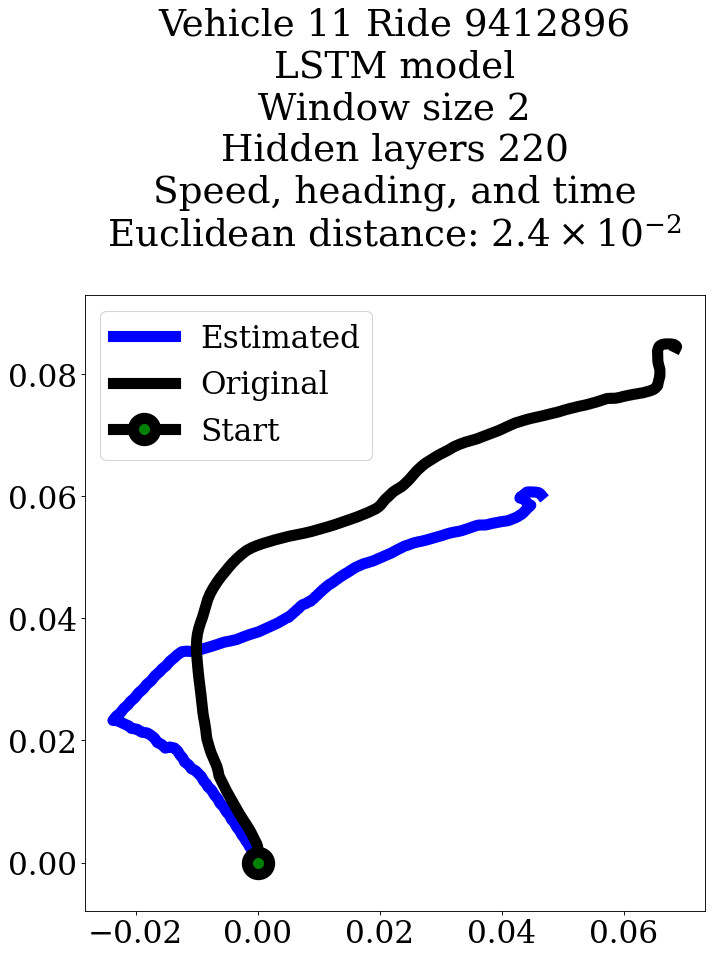 Vehicle 11 Ride 9412896
LSTM model
Window size 2
Hidden layers 220
Speed, heading, and time
Euclidean distance: 2.4 × 10⁻²
Estimated
Original
Start
0.08
0.06
0.04
0.02
0.00
−0.02 0.00 0.02 0.04 0.06